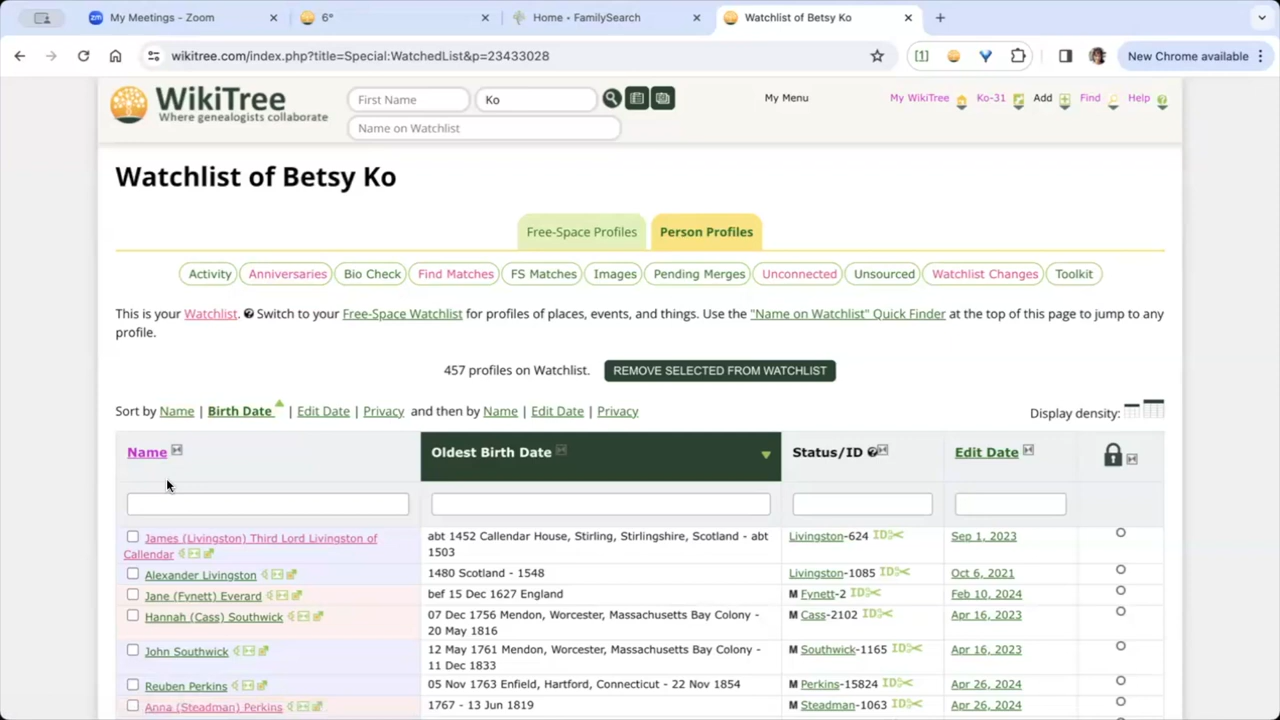 My Meetings - Zoom
6°
Home • FamilySearch
Watchlist of Betsy Ko
wikitree.com/index.php?title=Special:WatchedList&p=23433028
[1]
New Chrome available
WikiTree
Where genealogists collaborate
First Name
Ko
Name on Watchlist
My Menu
My WikiTree
Ko-31
Add
Find
Help
Watchlist of Betsy Ko
Free-Space Profiles
Person Profiles
Activity
Anniversaries
Bio Check
Find Matches
FS Matches
Images
Pending Merges
Unconnected
Unsourced
Watchlist Changes
Toolkit
This is your Watchlist. Switch to your Free-Space Watchlist for profiles of places, events, and things. Use the "Name on Watchlist" Quick Finder at the top of this page to jump to any
profile.
457 profiles on Watchlist.
REMOVE SELECTED FROM WATCHLIST
Sort by Name | Birth Date | Edit Date | Privacy and then by Name | Edit Date | Privacy
Display density:
Name
Oldest Birth Date
Status/ID
Edit Date
James (Livingston) Third Lord Livingston of
Callendar
abt 1452 Callendar House, Stirling, Stirlingshire, Scotland - abt
1503
Livingston-624 ID
Sep 1, 2023
Alexander Livingston
1480 Scotland - 1548
Livingston-1085 ID
Oct 6, 2021
Jane (Fynett) Everard
bef 15 Dec 1627 England
M Fynett-2 ID
Feb 10, 2024
Hannah (Cass) Southwick
07 Dec 1756 Mendon, Worcester, Massachusetts Bay Colony -
20 May 1816
M Cass-2102 ID
Apr 16, 2023
John Southwick
12 May 1761 Mendon, Worcester, Massachusetts Bay Colony -
11 Dec 1833
M Southwick-1165 ID
Apr 16, 2023
Reuben Perkins
05 Nov 1763 Enfield, Hartford, Connecticut - 22 Nov 1854
M Perkins-15824 ID
Apr 26, 2024
Anna (Steadman) Perkins
1767 - 13 Jun 1819
M Steadman-1063 ID
Apr 26, 2024